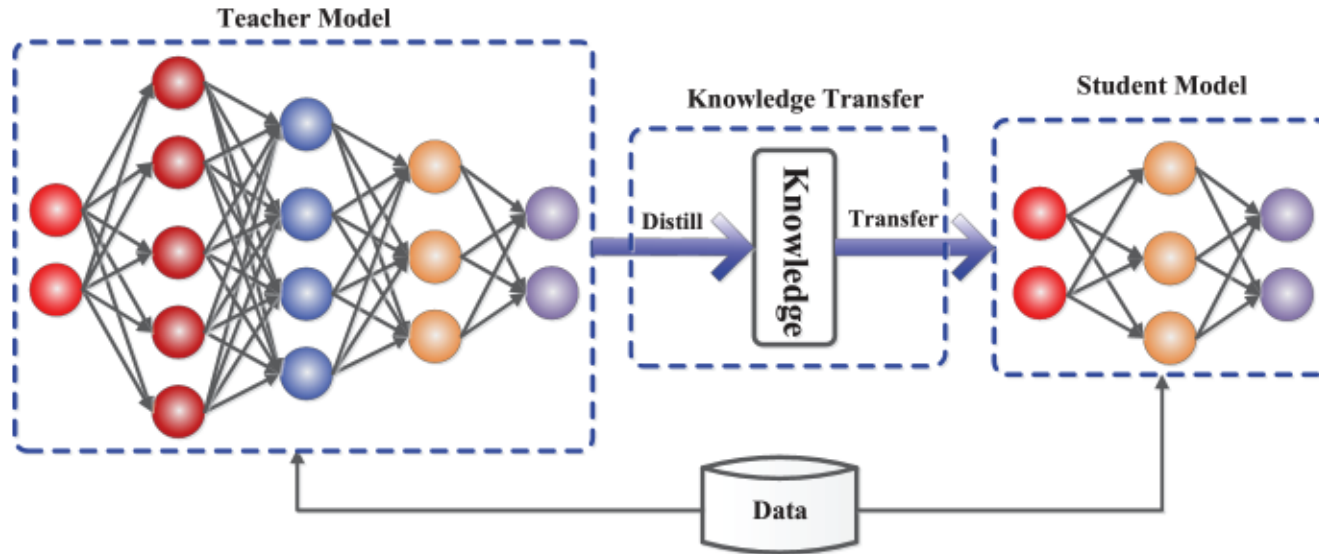 Teacher Model
Knowledge Transfer
Student Model
Distill
Knowledge
Transfer
Data